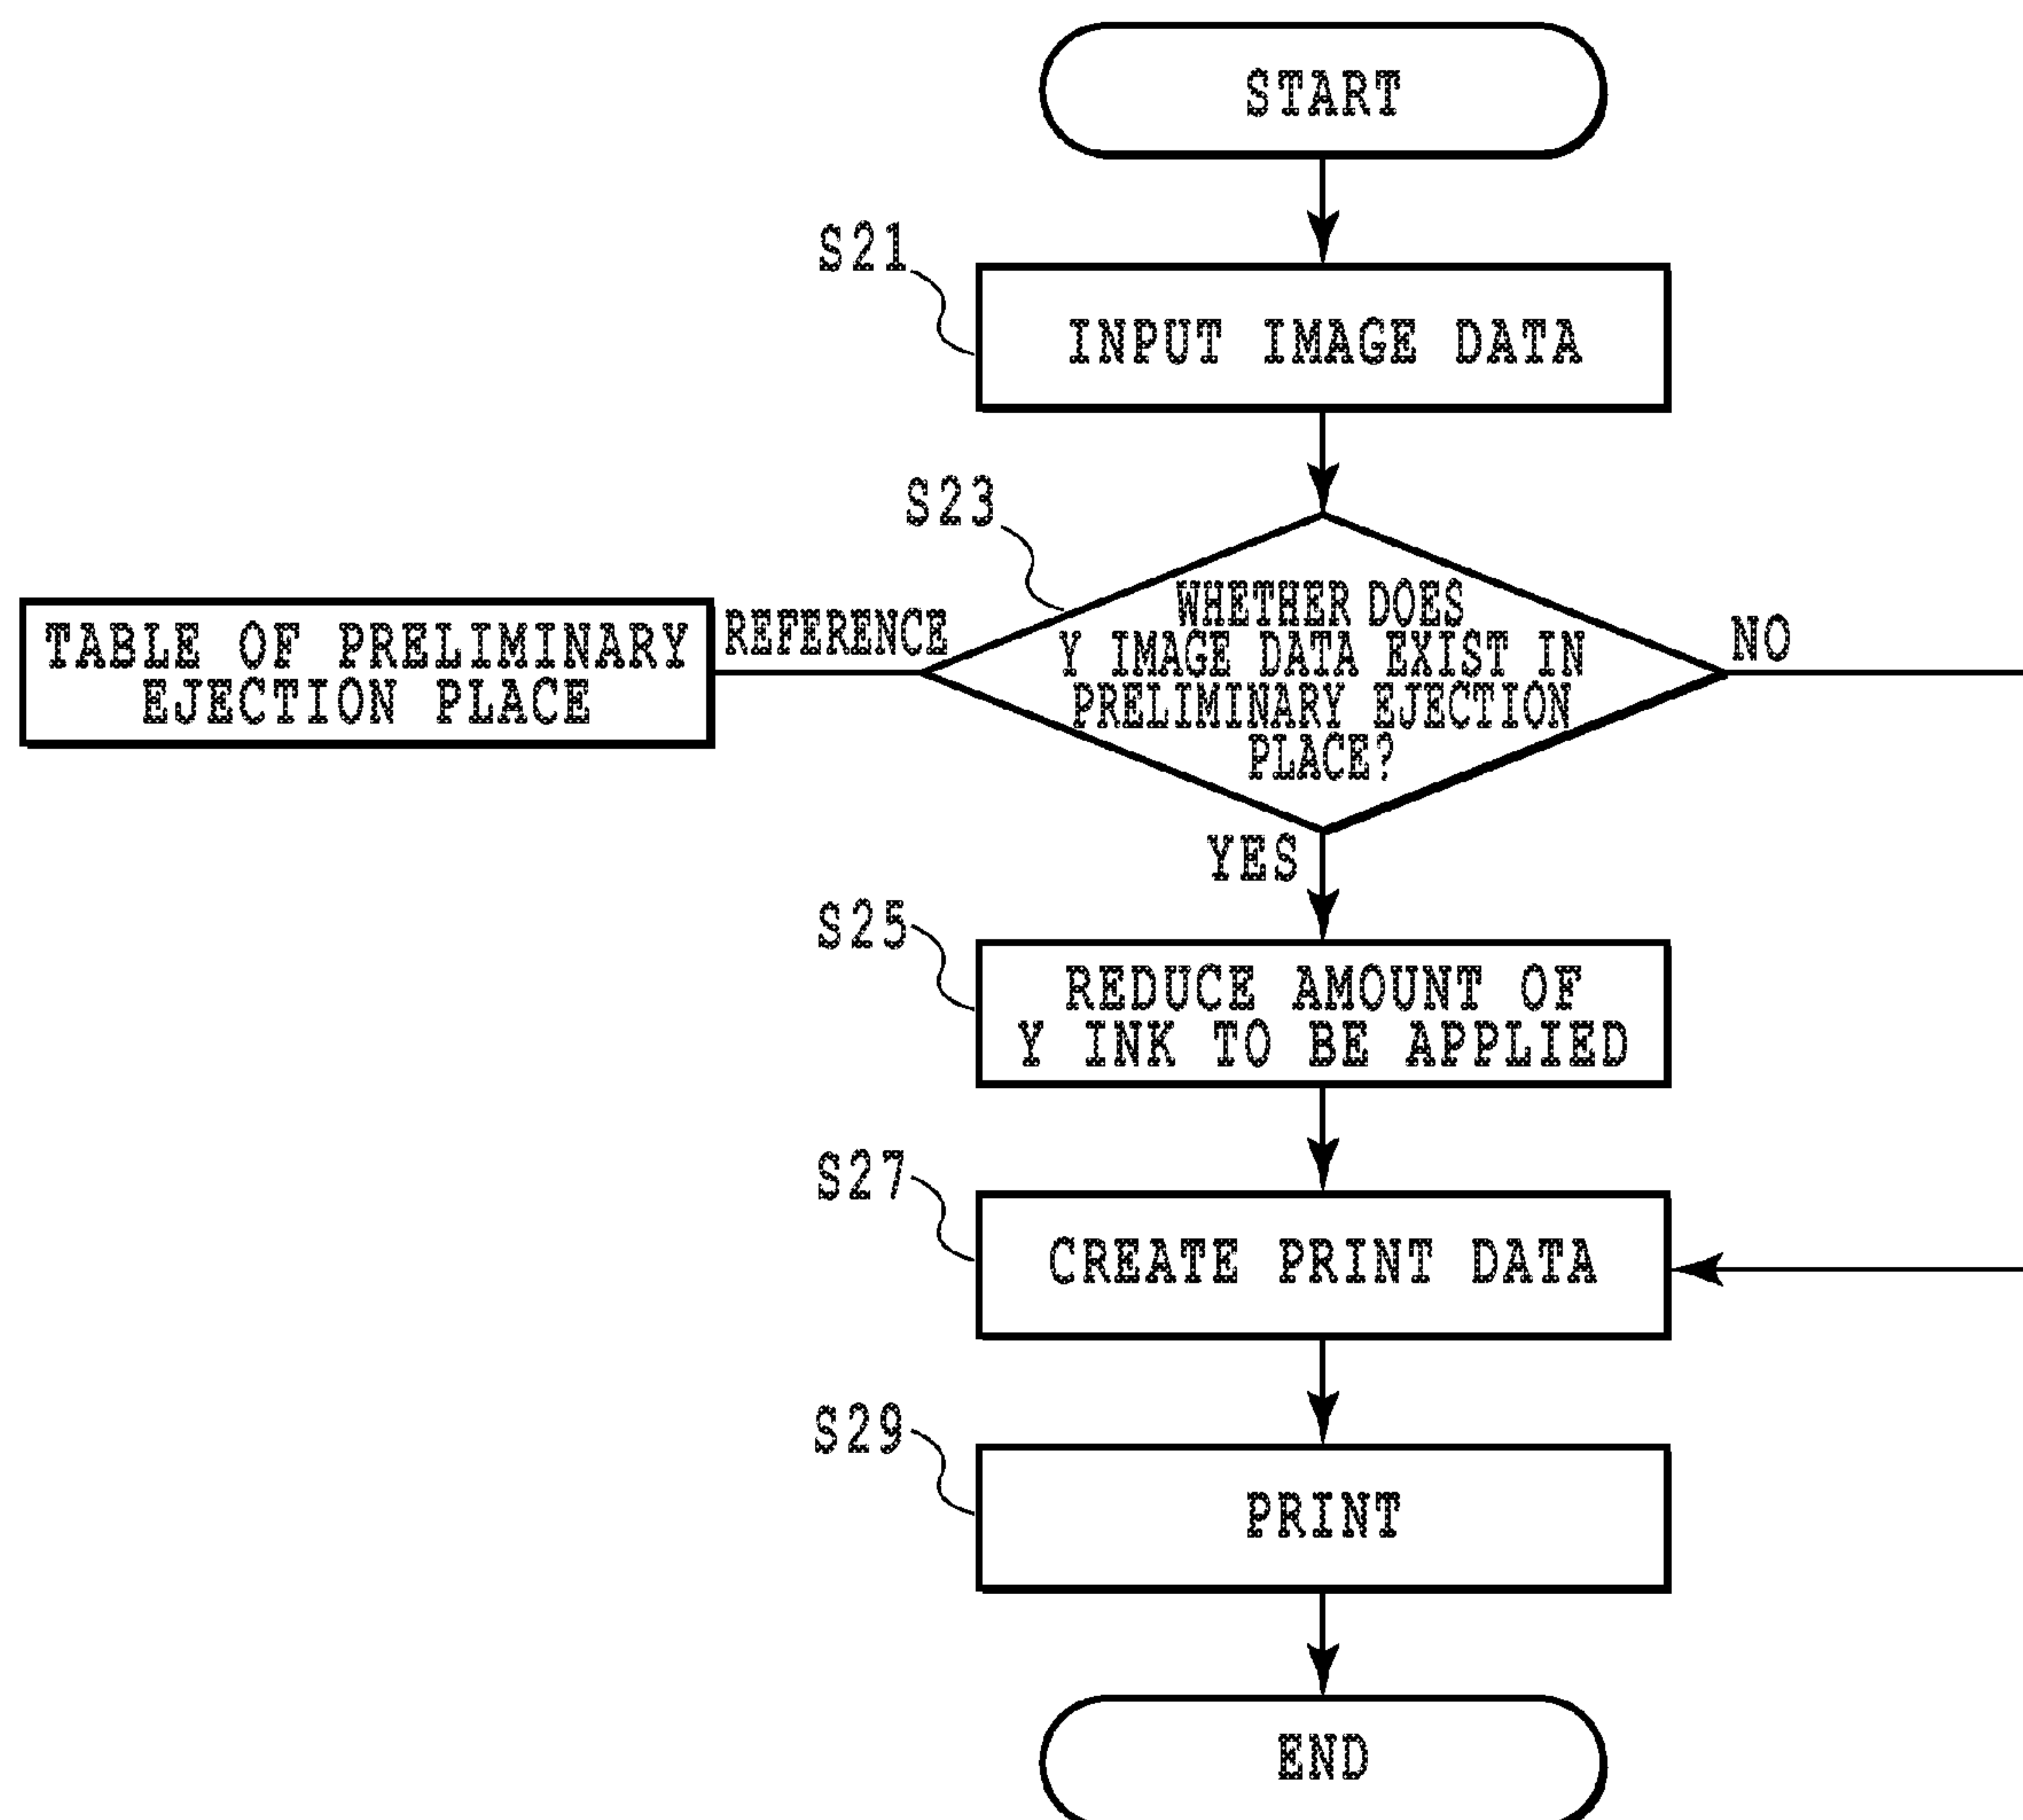 START
S21
INPUT IMAGE DATA
S23
TABLE OF PRELIMINARY
EJECTION PLACE
REFERENCE
WHETHER DOES
Y IMAGE DATA EXIST IN
PRELIMINARY EJECTION
PLACE?
NO
YES
S25
REDUCE AMOUNT OF
Y INK TO BE APPLIED
S27
CREATE PRINT DATA
S29
PRINT
END